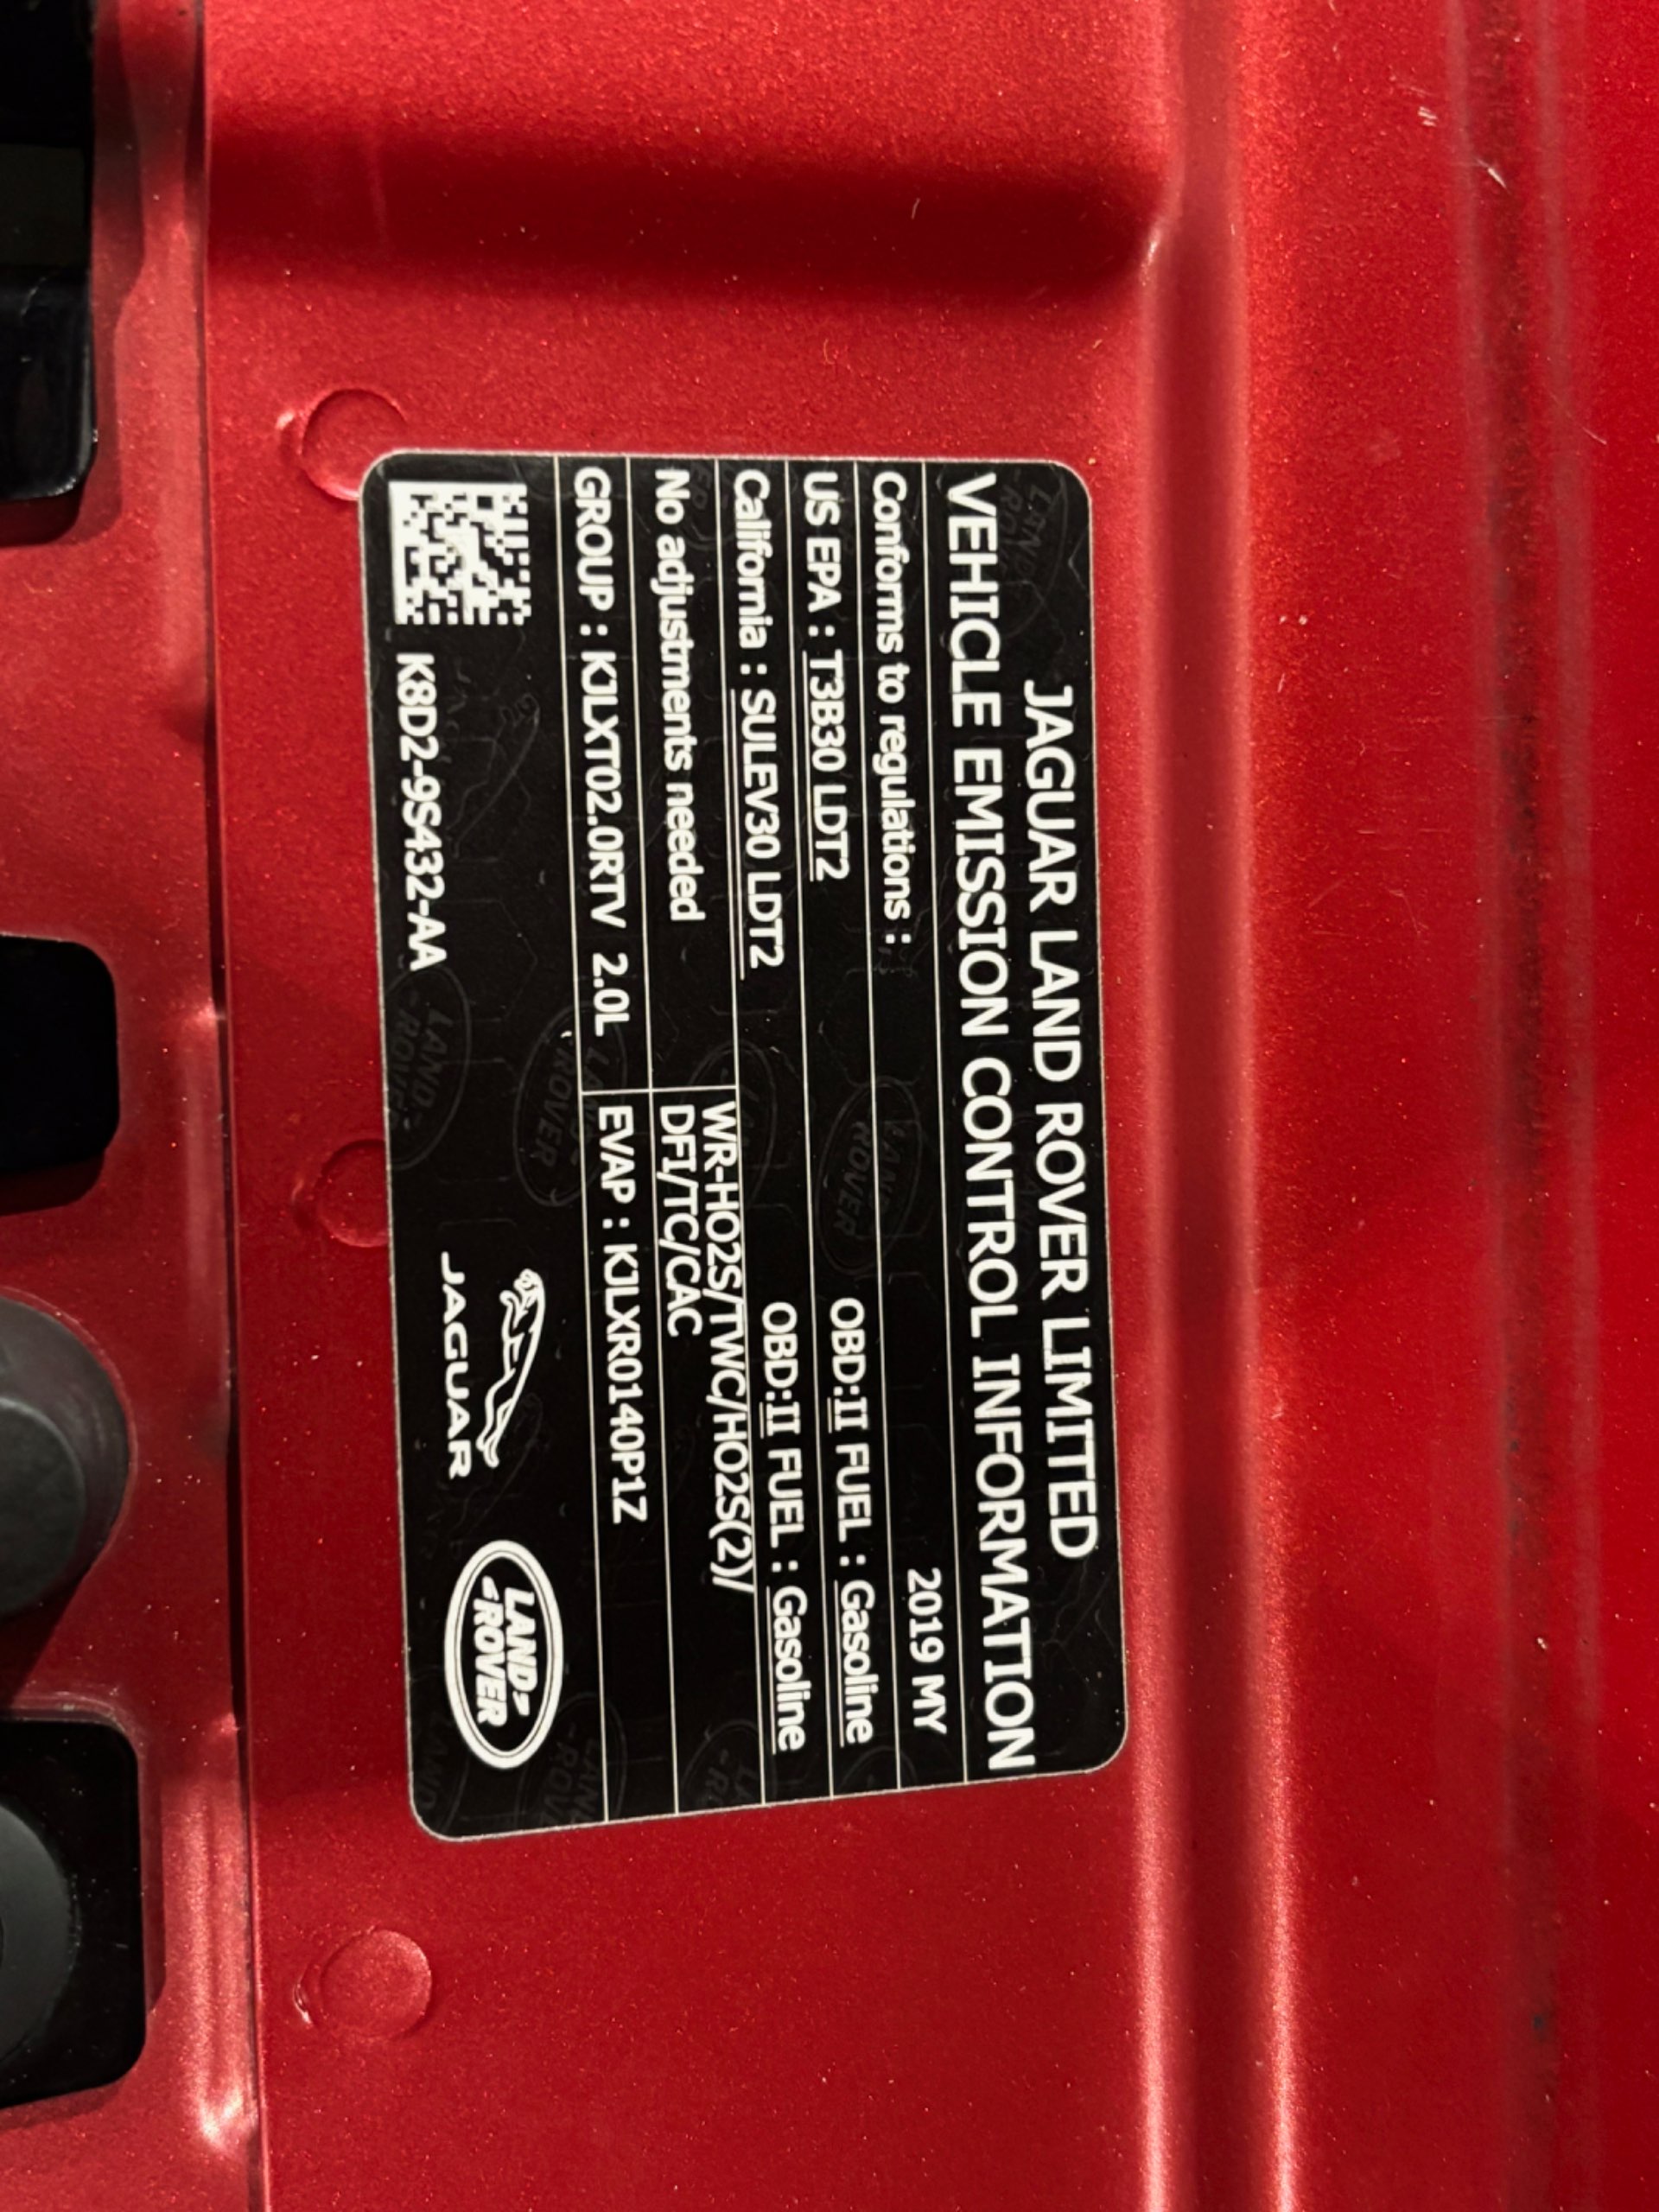 JAGUAR LAND ROVER LIMITED
VEHICLE EMISSION CONTROL INFORMATION
Conforms to regulations : 2019 MY
US EPA : T3B30 LDT2 OBD:II FUEL : Gasoline
California : SULEV30 LDT2 OBD:II FUEL : Gasoline
No adjustments needed
WR-HO2S/TWC/HO2S(2)/
DFI/TC/CAC
GROUP : KJLXT02.0RTV 2.0L EVAP : KJLXR0140P1Z
K8D2-9S432-AA
JAGUAR
LAND
ROVER